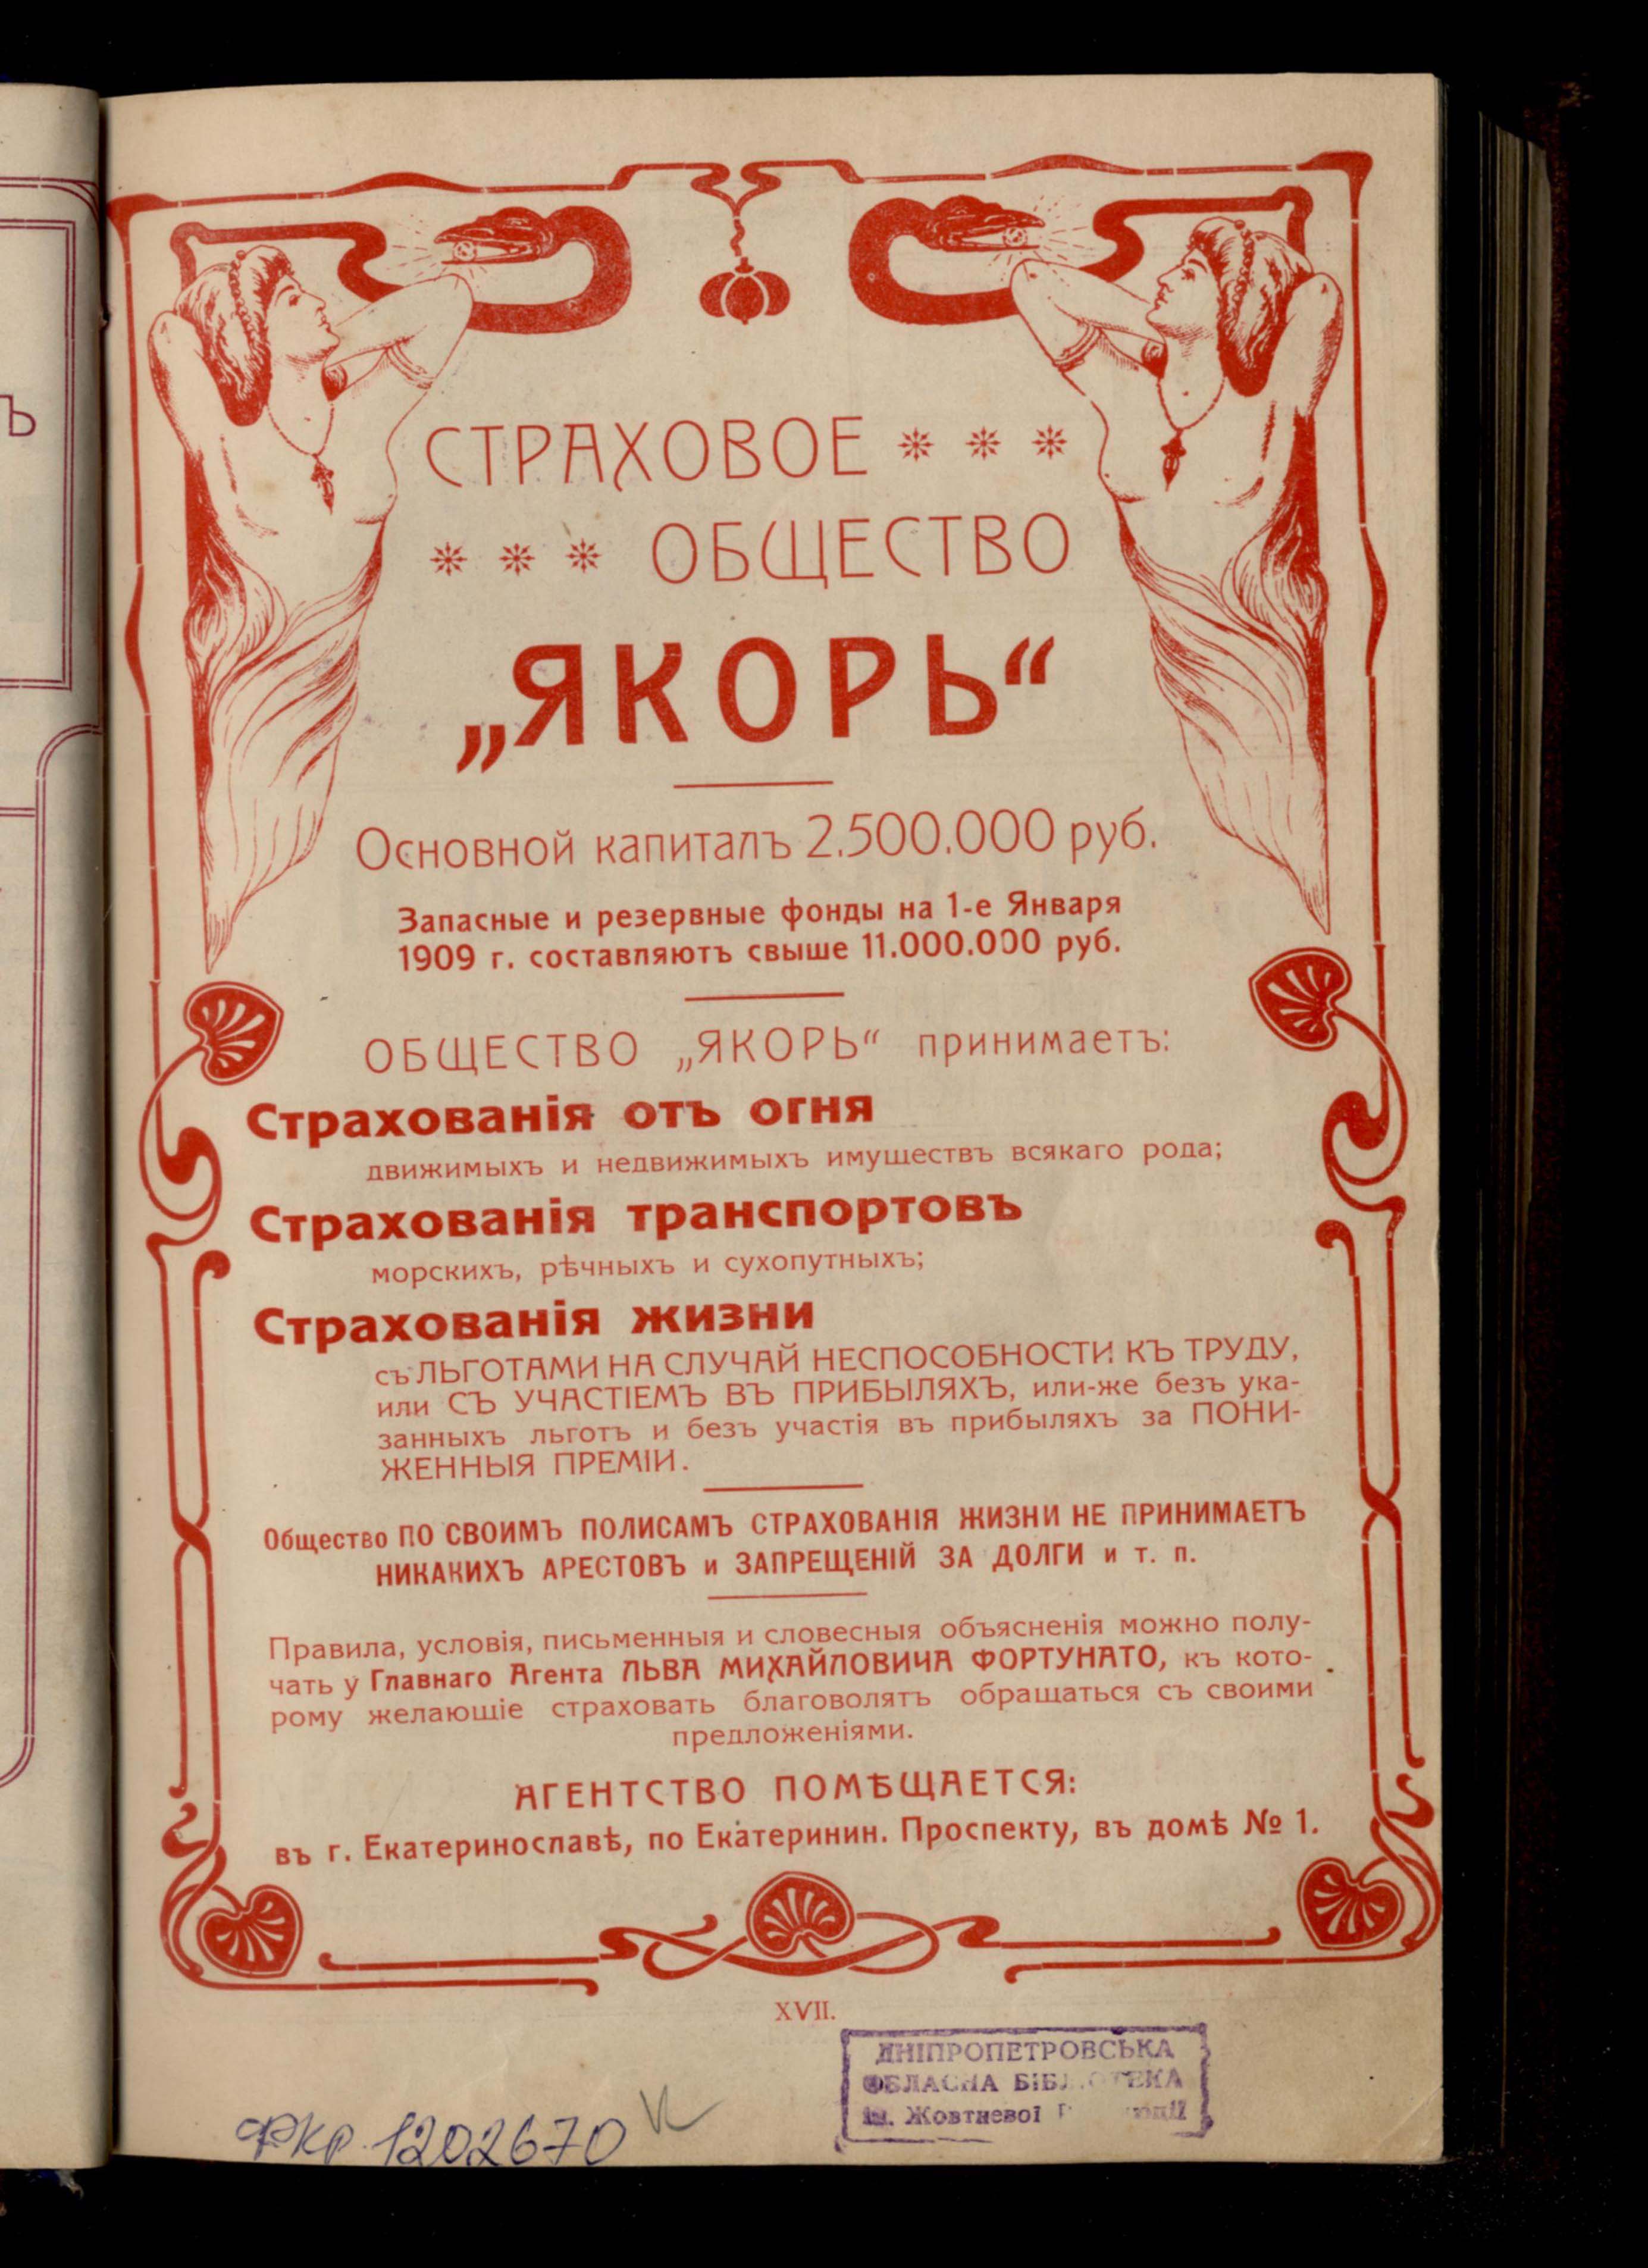 СТРАХОВОЕ
ОБЩЕСТВО
„ЯКОРЬ“
Основной капиталъ 2.500.000 руб.
Запасные и резервные фонды на 1-е Января
1909 г. составляютъ свыше 11.000.000 руб.
ОБЩЕСТВО „ЯКОРЬ“ принимаетъ:
Страхованія отъ огня
движимыхъ и недвижимыхъ имуществъ всякаго рода;
Страхованія транспортовъ
морскихъ, рѣчныхъ и сухопутныхъ;
Страхованія жизни
съ ЛЬГОТАМИ НА СЛУЧАЙ НЕСПОСОБНОСТИ КЪ ТРУДУ,
или СЪ УЧАСТІЕМЪ ВЪ ПРИБЫЛЯХЪ, или-же безъ ука-
занныхъ льготъ и безъ участія въ прибыляхъ за ПОНИ-
ЖЕННЫЯ ПРЕМІИ.
Общество ПО СВОИМЪ ПОЛИСАМЪ СТРАХОВАНІЯ ЖИЗНИ НЕ ПРИНИМАЕТЪ
НИКАКИХЪ АРЕСТОВЪ и ЗАПРЕЩЕНІЙ ЗА ДОЛГИ и т. п.
Правила, условія, письменныя и словесныя объясненія можно полу-
чать у Главнаго Агента ЛЬВА МИХАЙЛОВИЧА ФОРТУНАТО, къ кото-
рому желающіе страховать благоволятъ обращаться съ своими
предложеніями.
АГЕНТСТВО ПОМѢЩАЕТСЯ:
въ г. Екатеринославѣ, по Екатеринин. Проспекту, въ домѣ № 1.
XVII.
ДНІПРОПЕТРОВСЬКА
ОБЛАСНА БІБЛІОТЕКА
ім. Жовтневої
ФКР 1202670
Ъ